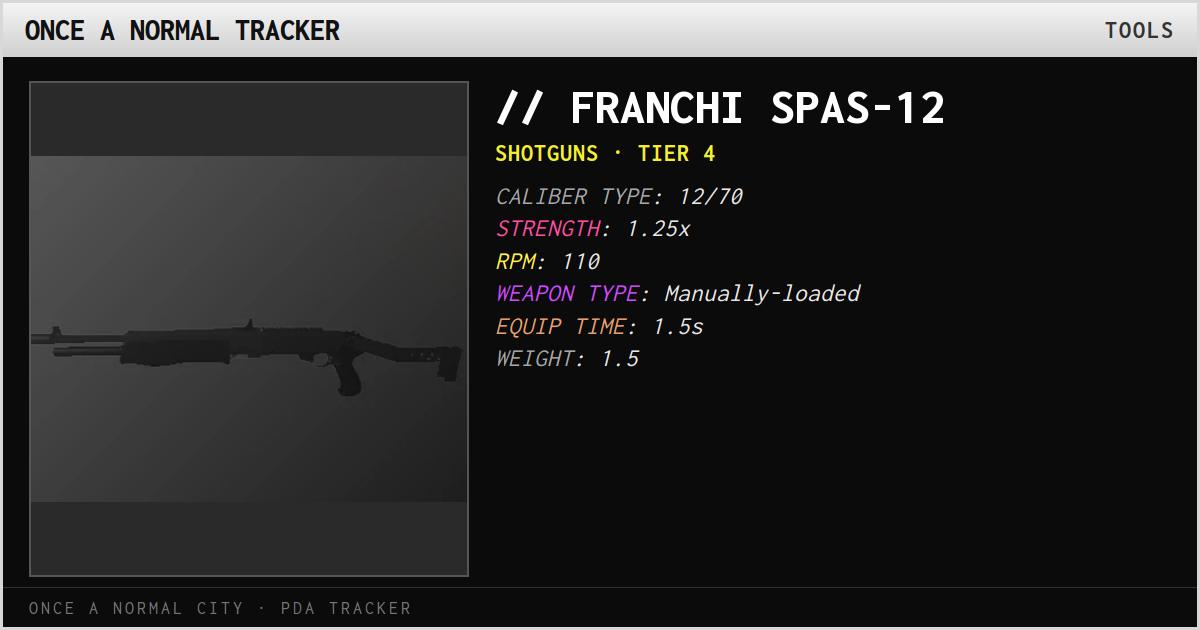 ONCE A NORMAL TRACKER
TOOLS
// FRANCHI SPAS-12
SHOTGUNS · TIER 4
CALIBER TYPE: 12/70
STRENGTH: 1.25x
RPM: 110
WEAPON TYPE: Manually-loaded
EQUIP TIME: 1.5s
WEIGHT: 1.5
ONCE A NORMAL CITY · PDA TRACKER